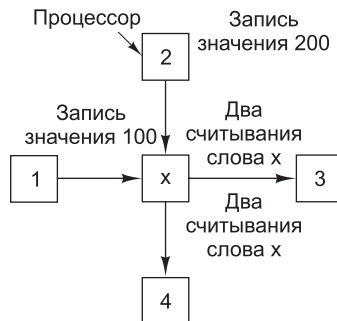 Процессор
Запись
значения 200
2
Запись
значения 100
Два
считывания
слова x
1
x
3
Два
считывания
слова x
4